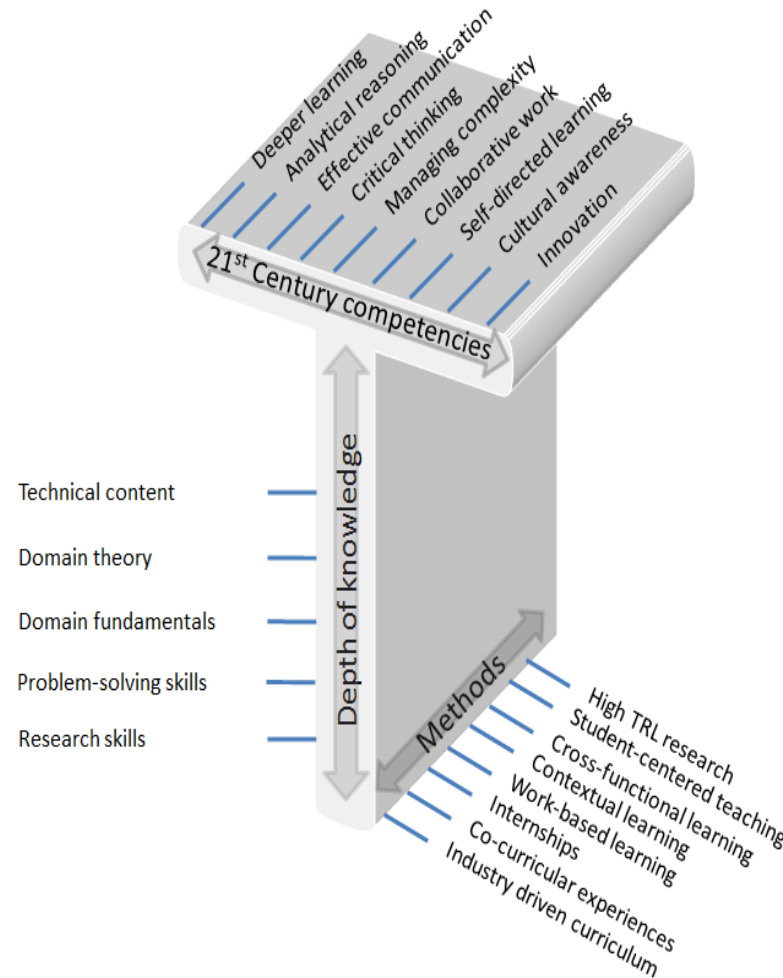 Deeper learning
Analytical reasoning
Effective communication
Critical thinking
Managing complexity
Collaborative work
Self-directed learning
Cultural awareness
Innovation
21st Century competencies
Depth of knowledge
Technical content
Domain theory
Domain fundamentals
Problem-solving skills
Research skills
Methods
High TRL research
Student-centered teaching
Cross-functional learning
Contextual learning
Work-based learning
Internships
Co-curricular experiences
Industry driven curriculum